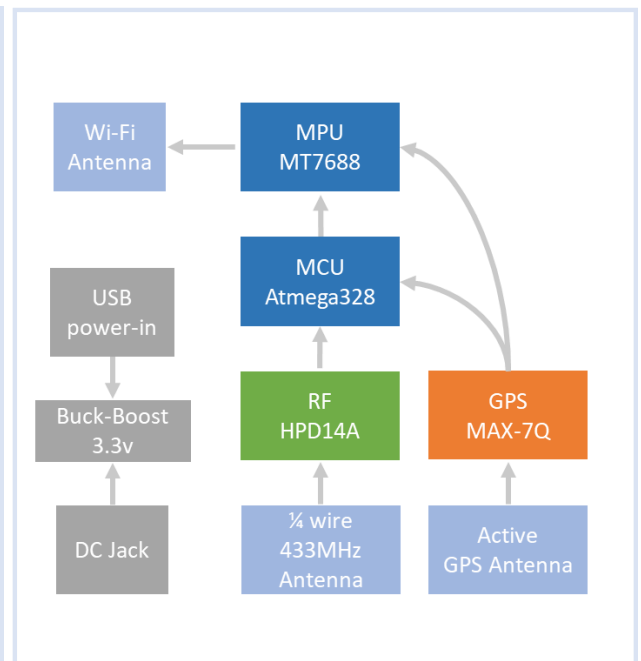 Wi-Fi
Antenna
MPU
MT7688
MCU
Atmega328
USB
power-in
Buck-Boost
3.3v
RF
HPD14A
GPS
MAX-7Q
DC Jack
¼ wire
433MHz
Antenna
Active
GPS Antenna